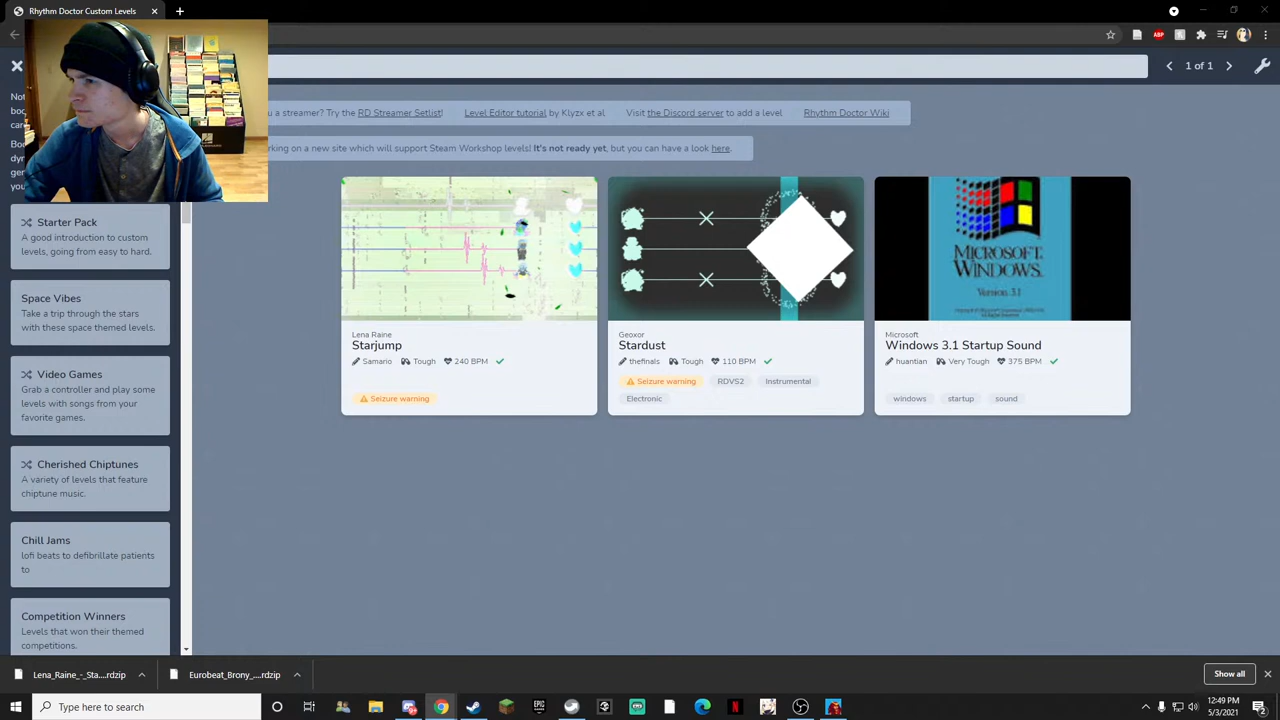 Rhythm Doctor Custom Levels
1 of 1
u a streamer? Try the RD Streamer Setlist!
Level Editor tutorial by Klyzx et al
Visit the Discord server to add a level
Rhythm Doctor Wiki
rking on a new site which will support Steam Workshop levels! It's not ready yet, but you can have a look here.
Starter Pack
A good introduction to custom
levels, going from easy to hard.
Space Vibes
Take a trip through the stars
with these space themed levels.
Video Games
Grab a controller and play some
levels with songs from your
favorite games.
Cherished Chiptunes
A variety of levels that feature
chiptune music.
Chill Jams
lofi beats to defibrillate patients
to
Competition Winners
Levels that won their themed
competitions.
Lena Raine
Starjump
Samario Tough 240 BPM
Seizure warning
Geoxor
Stardust
thefinals Tough 110 BPM
Seizure warning RDVS2 Instrumental
Electronic
MICROSOFT
WINDOWS
Version 3.1
Microsoft
Windows 3.1 Startup Sound
huantian Very Tough 375 BPM
windows startup sound
Lena_Raine_-_Sta....rdzip
Eurobeat_Brony_....rdzip
Show all
Type here to search
12:49 PM
5/3/2021